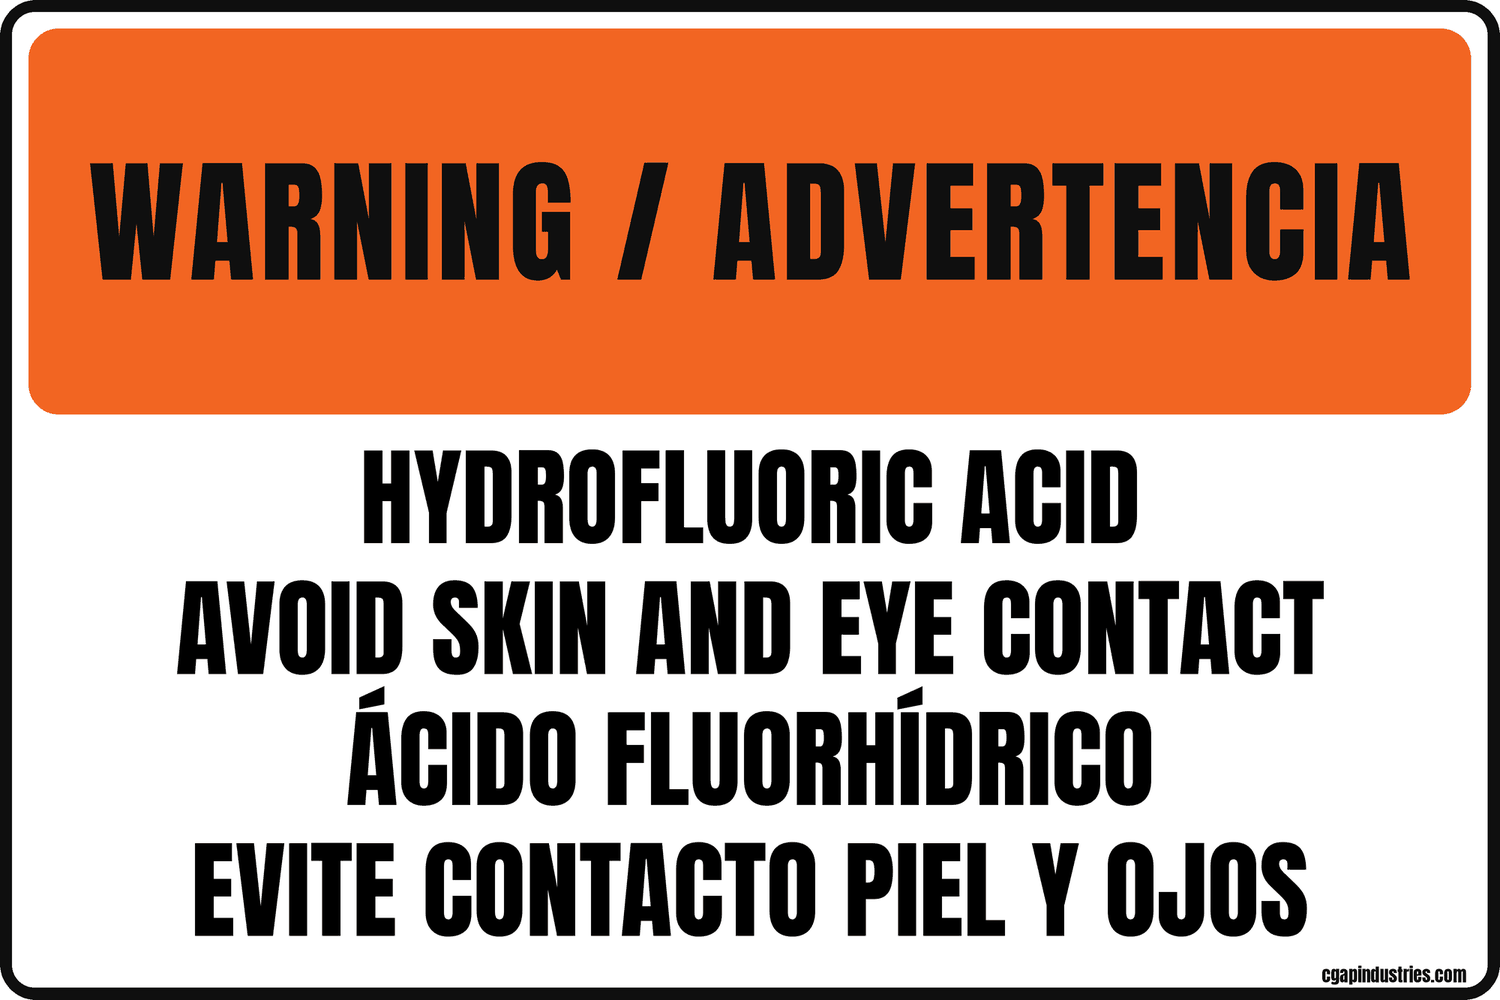 WARNING / ADVERTENCIA
HYDROFLUORIC ACID
AVOID SKIN AND EYE CONTACT
ÁCIDO FLUORHÍDRICO
EVITE CONTACTO PIEL Y OJOS
cgapindustries.com